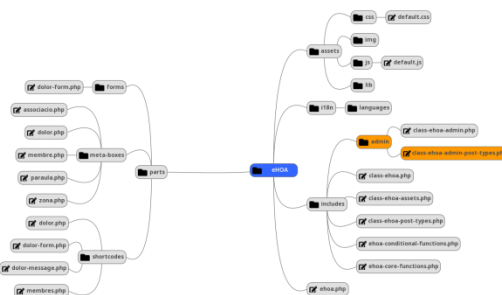 css
default.css
img
assets
js
default.js
lib
i18n
languages
admin
class-ehoa-admin.php
class-ehoa-admin-post-types.ph
class-ehoa.php
class-ehoa-assets.php
includes
class-ehoa-post-types.php
ehoa-conditional-functions.php
ehoa-core-functions.php
ehoa.php
eHOA
parts
forms
dolor-form.php
meta-boxes
associacio.php
dolor.php
membre.php
paraula.php
zona.php
shortcodes
dolor.php
dolor-form.php
dolor-message.php
membres.php